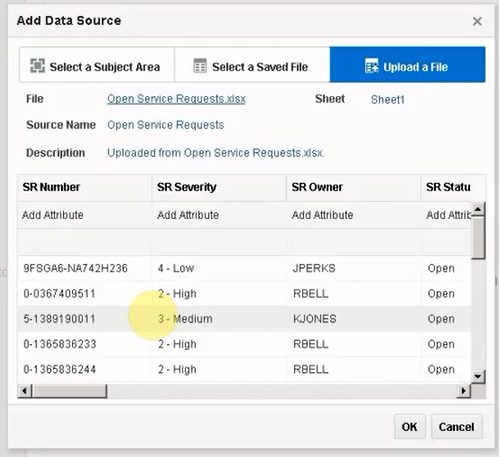 Add Data Source ×
Select a Subject Area Select a Saved File Upload a File
File Open Service Requests.xlsx Sheet Sheet1
Source Name Open Service Requests
Description Uploaded from Open Service Requests.xlsx.
SR Number SR Severity SR Owner SR Statu
Add Attribute Add Attribute Add Attribute Add Attrib
9FSGA6-NA742H236 4 - Low JPERKS Open
0-0367409511 2 - High RBELL Open
5-1389190011 3 - Medium KJONES Open
0-1365836233 2 - High RBELL Open
0-1365836244 2 - High RBELL Open
OK Cancel